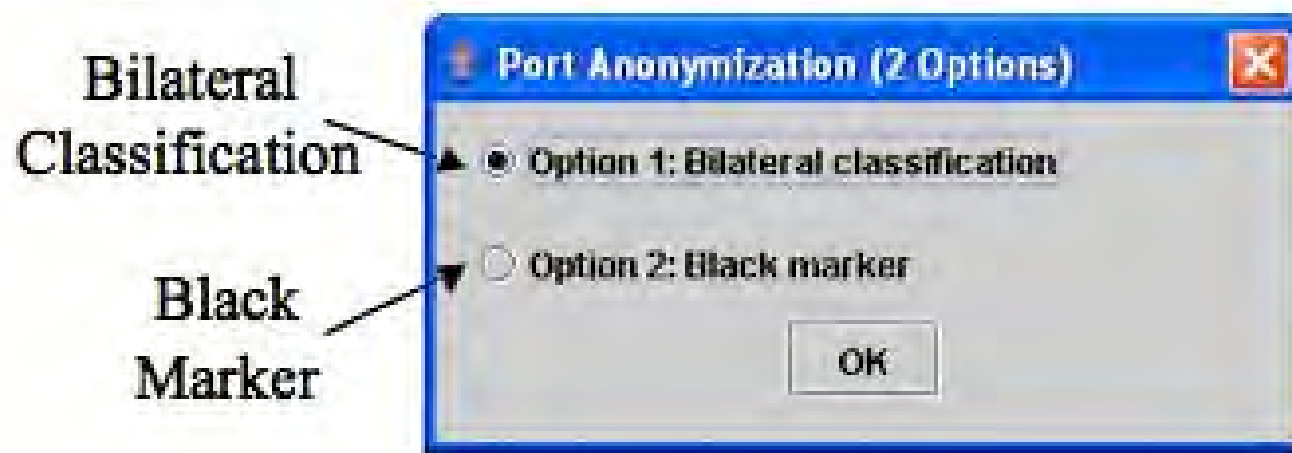 Bilateral
Classification
Black
Marker
Port Anonymization (2 Options)
Option 1: Bilateral classification
Option 2: Black marker
OK